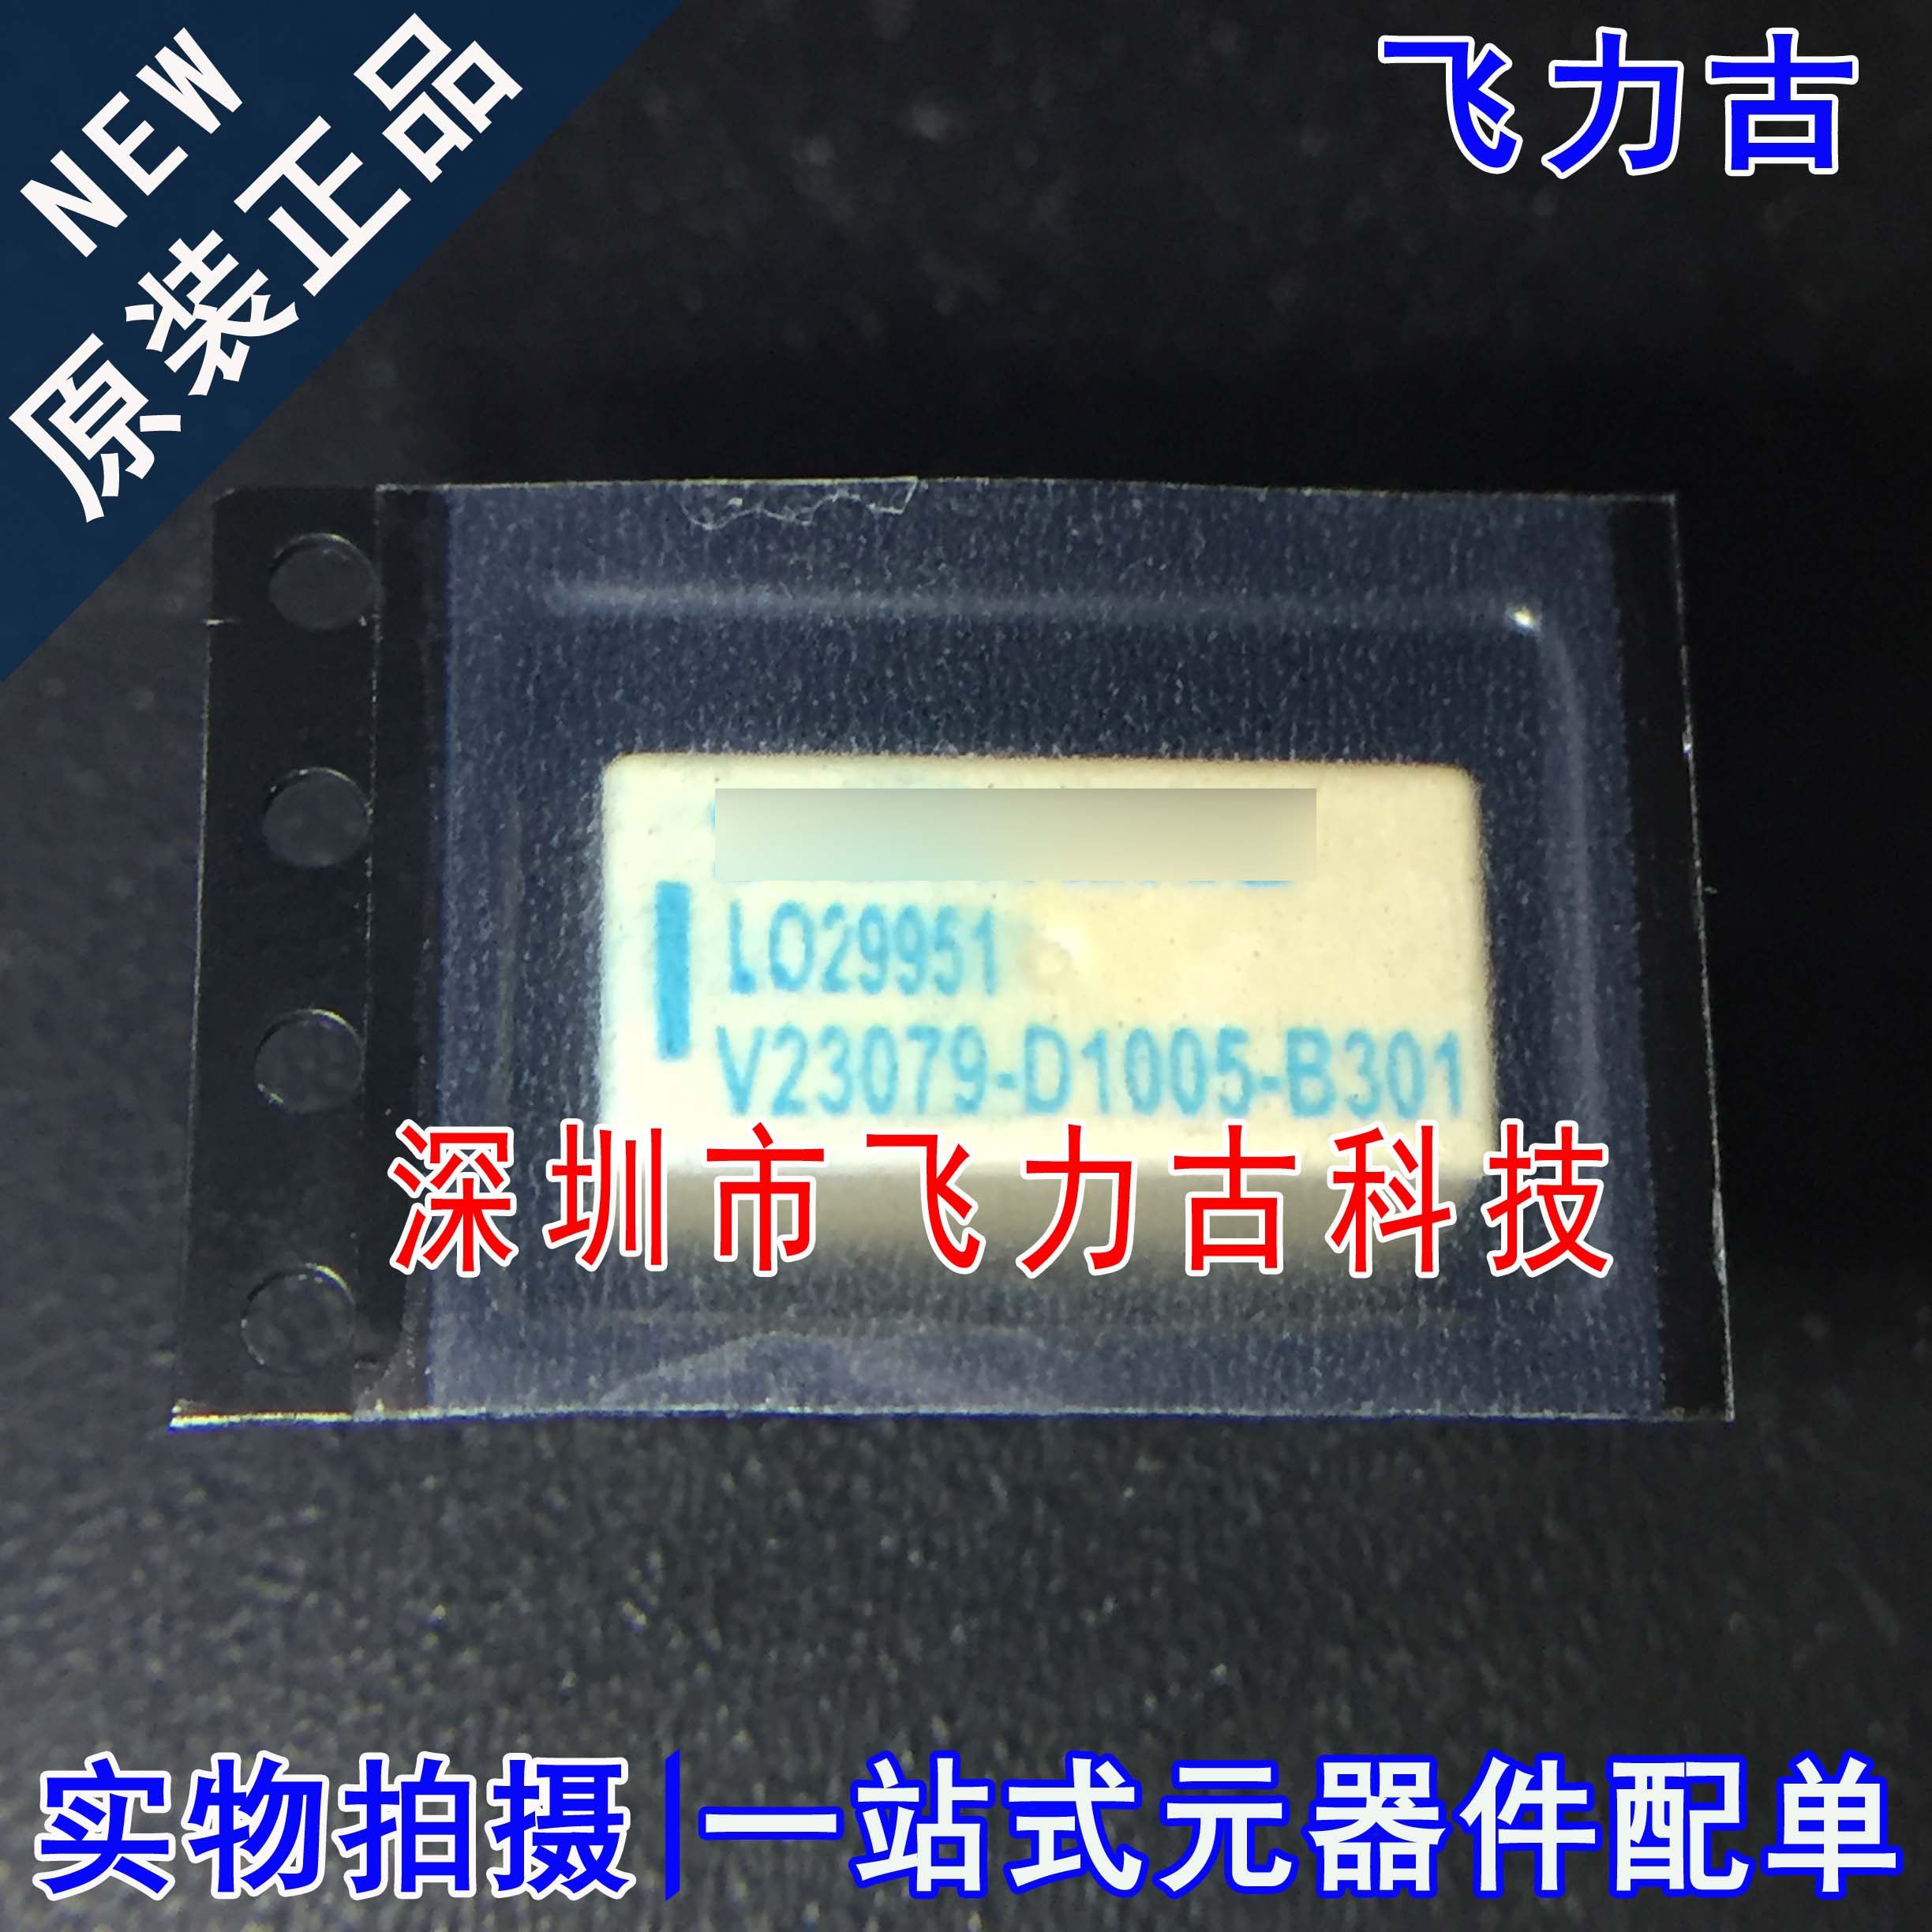 NEW
原装正品
飞力古
LO29951
V23079-D1005-B301
深圳市飞力古科技
实物拍摄|一站式元器件配单